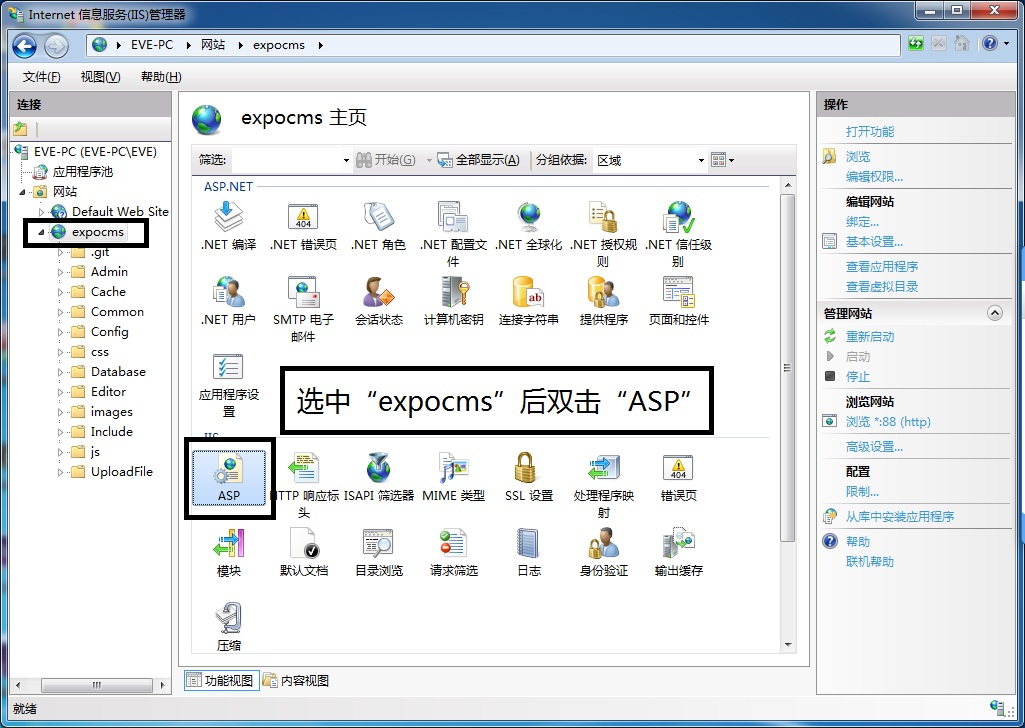 Internet 信息服务(IIS)管理器
EVE-PC 网站 expocms
文件(F) 视图(V) 帮助(H)
连接
EVE-PC (EVE-PC\EVE)
应用程序池
网站
Default Web Site
expocms
.git
Admin
Cache
Common
Config
css
Database
Editor
images
Include
js
UploadFile
expocms 主页
筛选: 开始(G) 全部显示(A) 分组依据: 区域
ASP.NET
.NET 编译
.NET 错误页
404
.NET 角色
.NET 配置文件
.NET 全球化
.NET 授权规则
.NET 信任级别
.NET 用户
SMTP 电子邮件
会话状态
计算机密钥
ab
连接字符串
提供程序
页面和控件
应用程序设置
选中“expocms”后双击“ASP”
IIS
ASP
HTTP 响应标头
ISAPI 筛选器
MIME 类型
SSL 设置
处理程序映射
404
错误页
模块
默认文档
目录浏览
请求筛选
日志
身份验证
输出缓存
压缩
功能视图 内容视图
操作
打开功能
浏览
编辑权限...
编辑网站
绑定...
基本设置...
查看应用程序
查看虚拟目录
管理网站
重新启动
启动
停止
浏览网站
浏览 *:88 (http)
高级设置...
配置
限制...
从库中安装应用程序
帮助
联机帮助
就绪